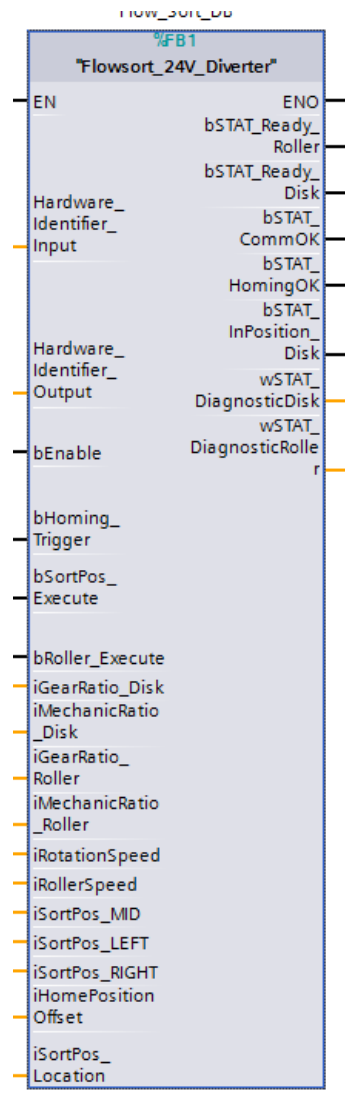 Flow_Sort_DB
%FB1
"Flowsort_24V_Diverter"
EN
ENO
bSTAT_Ready_
Roller
bSTAT_Ready_
Disk
Hardware_
Identifier_
Input
bSTAT_
CommOK
bSTAT_
HomingOK
bSTAT_
InPosition_
Disk
Hardware_
Identifier_
Output
wSTAT_
DiagnosticDisk
wSTAT_
DiagnosticRolle
r
bEnable
bHoming_
Trigger
bSortPos_
Execute
bRoller_Execute
iGearRatio_Disk
iMechanicRatio
_Disk
iGearRatio_
Roller
iMechanicRatio
_Roller
iRotationSpeed
iRollerSpeed
iSortPos_MID
iSortPos_LEFT
iSortPos_RIGHT
iHomePosition
Offset
iSortPos_
Location